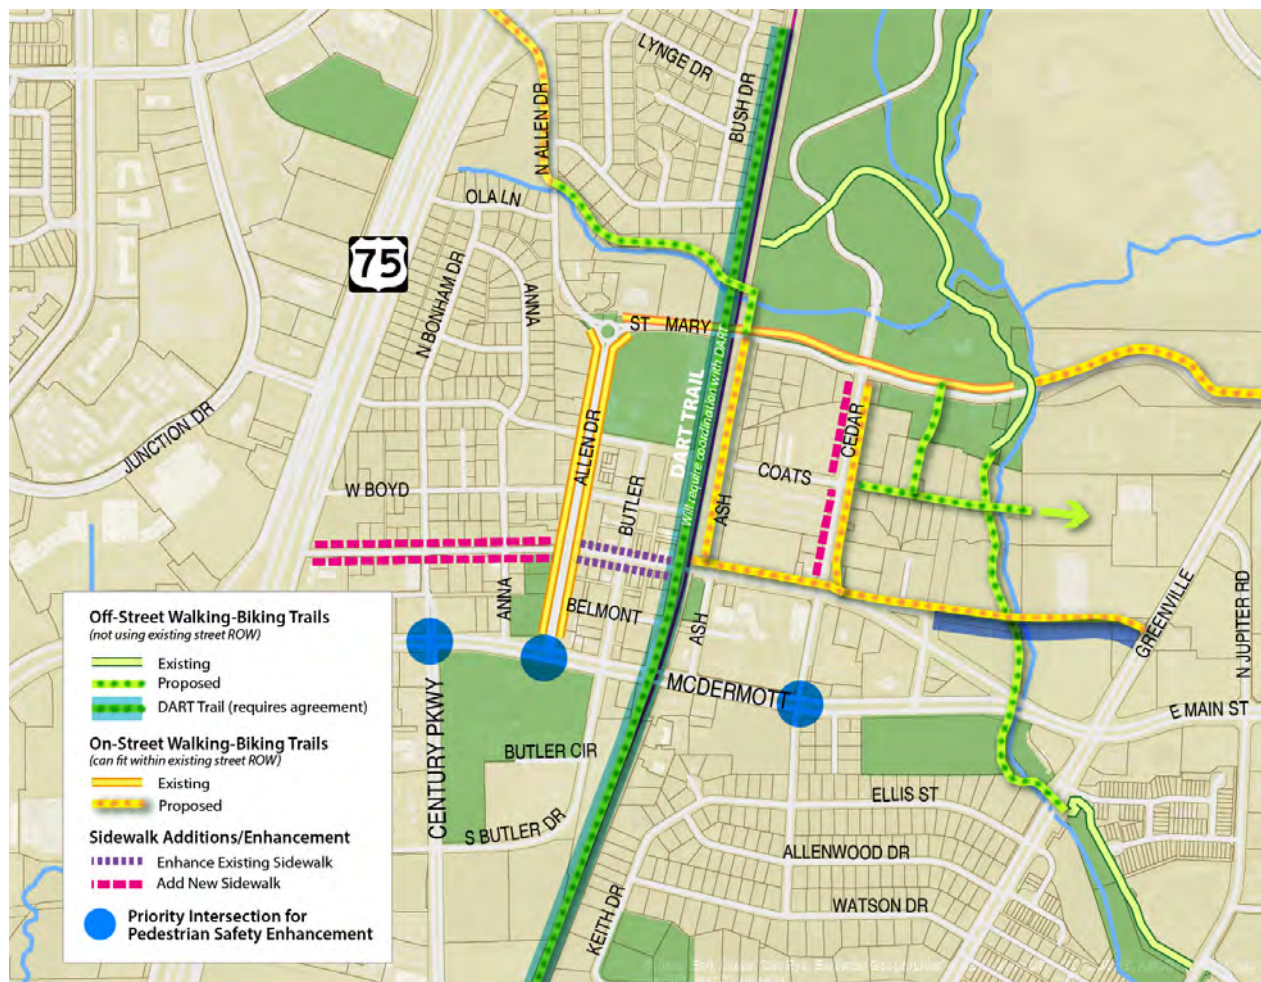 LYNGE DR
BUSH DR
N ALLEN DR
OLA LN
75
N BONHAM DR
ANNA
ST MARY
JUNCTION DR
ALLEN DR
DART TRAIL
Will require coordination with DART
CEDAR
COATS
W BOYD
BUTLER
ASH
ANNA
BELMONT
ASH
GREENVILLE
N JUPITER RD
MCDERMOTT
E MAIN ST
CENTURY PKWY
BUTLER CIR
S BUTLER DR
ELLIS ST
ALLENWOOD DR
WATSON DR
KEITH DR
Off-Street Walking-Biking Trails
(not using existing street ROW)
Existing
Proposed
DART Trail (requires agreement)
On-Street Walking-Biking Trails
(can fit within existing street ROW)
Existing
Proposed
Sidewalk Additions/Enhancement
Enhance Existing Sidewalk
Add New Sidewalk
Priority Intersection for
Pedestrian Safety Enhancement